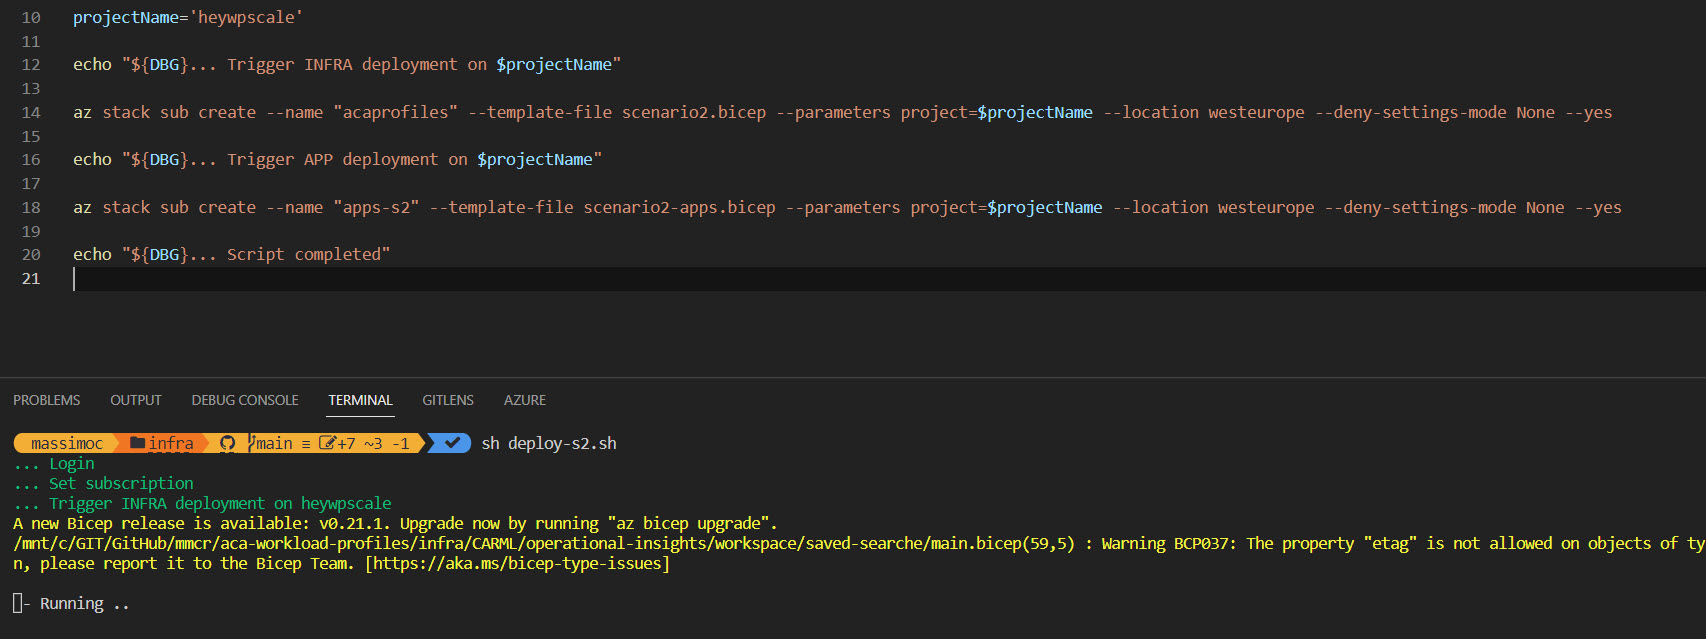 10 projectName='heywpscale'
11
12 echo "${DBG}... Trigger INFRA deployment on $projectName"
13
14 az stack sub create --name "acaprofiles" --template-file scenario2.bicep --parameters project=$projectName --location westeurope --deny-settings-mode None --yes
15
16 echo "${DBG}... Trigger APP deployment on $projectName"
17
18 az stack sub create --name "apps-s2" --template-file scenario2-apps.bicep --parameters project=$projectName --location westeurope --deny-settings-mode None --yes
19
20 echo "${DBG}... Script completed"
21
PROBLEMS OUTPUT DEBUG CONSOLE TERMINAL GITLENS AZURE
massimoc infra main ≡ +7 ~3 -1 sh deploy-s2.sh
... Login
... Set subscription
... Trigger INFRA deployment on heywpscale
A new Bicep release is available: v0.21.1. Upgrade now by running "az bicep upgrade".
/mnt/c/GIT/GitHub/mmcr/aca-workload-profiles/infra/CARML/operational-insights/workspace/saved-searche/main.bicep(59,5) : Warning BCP037: The property "etag" is not allowed on objects of ty
n, please report it to the Bicep Team. [https://aka.ms/bicep-type-issues]
- Running ..